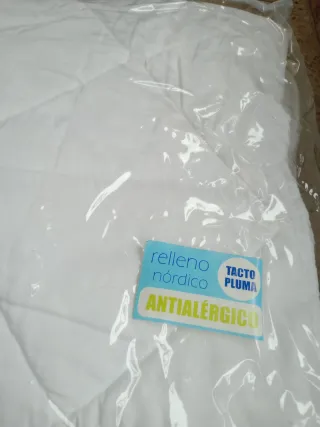 relleno
nórdico
TACTO
PLUMA
ANTIALÉRGICO